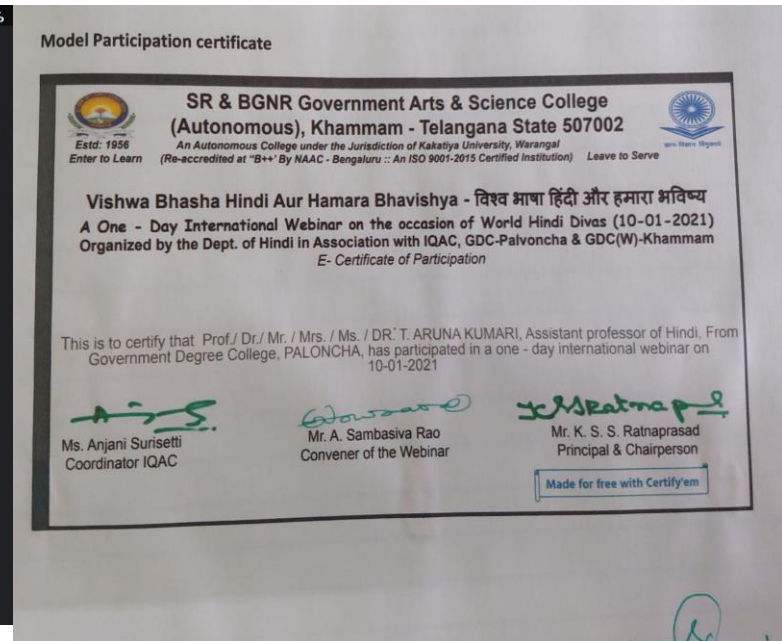 Model Participation certificate
SR & BGNR Government Arts & Science College
(Autonomous), Khammam - Telangana State 507002
Estd: 1956
An Autonomous College under the Jurisdiction of Kakatiya University, Warangal
Enter to Learn
(Re-accredited at "B++' By NAAC - Bengaluru :: An ISO 9001-2015 Certified Institution)
Leave to Serve
Vishwa Bhasha Hindi Aur Hamara Bhavishya - विश्व भाषा हिंदी और हमारा भविष्य
A One - Day International Webinar on the occasion of World Hindi Divas (10-01-2021)
Organized by the Dept. of Hindi in Association with IQAC, GDC-Palvoncha & GDC(W)-Khammam
E- Certificate of Participation
This is to certify that Prof./ Dr./ Mr. / Mrs. / Ms. / DR. T. ARUNA KUMARI, Assistant professor of Hindi, From
Government Degree College, PALONCHA, has participated in a one - day international webinar on
10-01-2021
Ms. Anjani Surisetti
Coordinator IQAC
Mr. A. Sambasiva Rao
Convener of the Webinar
Mr. K. S. S. Ratnaprasad
Principal & Chairperson
Made for free with Certify'em